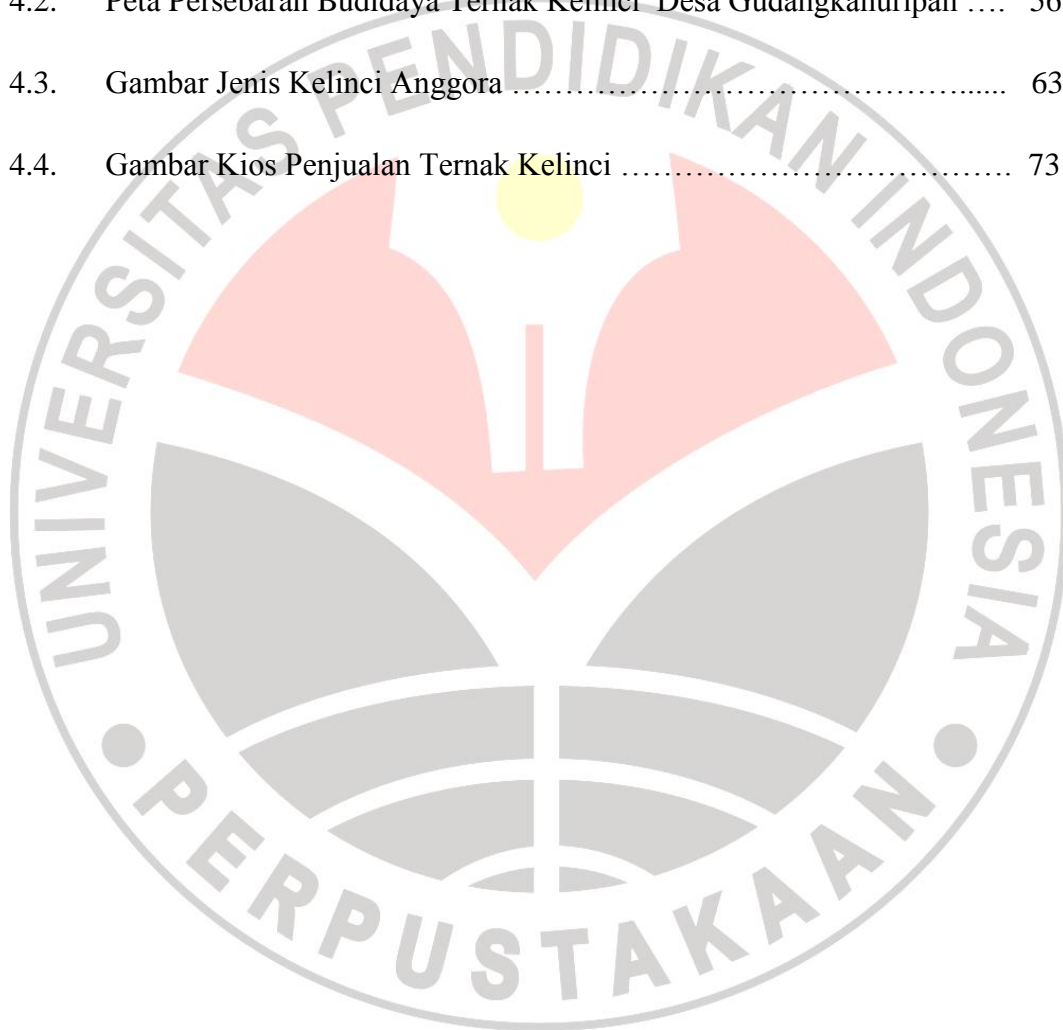 4.2. Peta Persebaran Budidaya Ternak Kelinci Desa Gudangkahuripan .... 56
4.3. Gambar Jenis Kelinci Anggora ................................................ 63
4.4. Gambar Kios Penjualan Ternak Kelinci ..................................... 73
UNIVERSITAS PENDIDIKAN INDONESIA
PERPUSTAKAAN